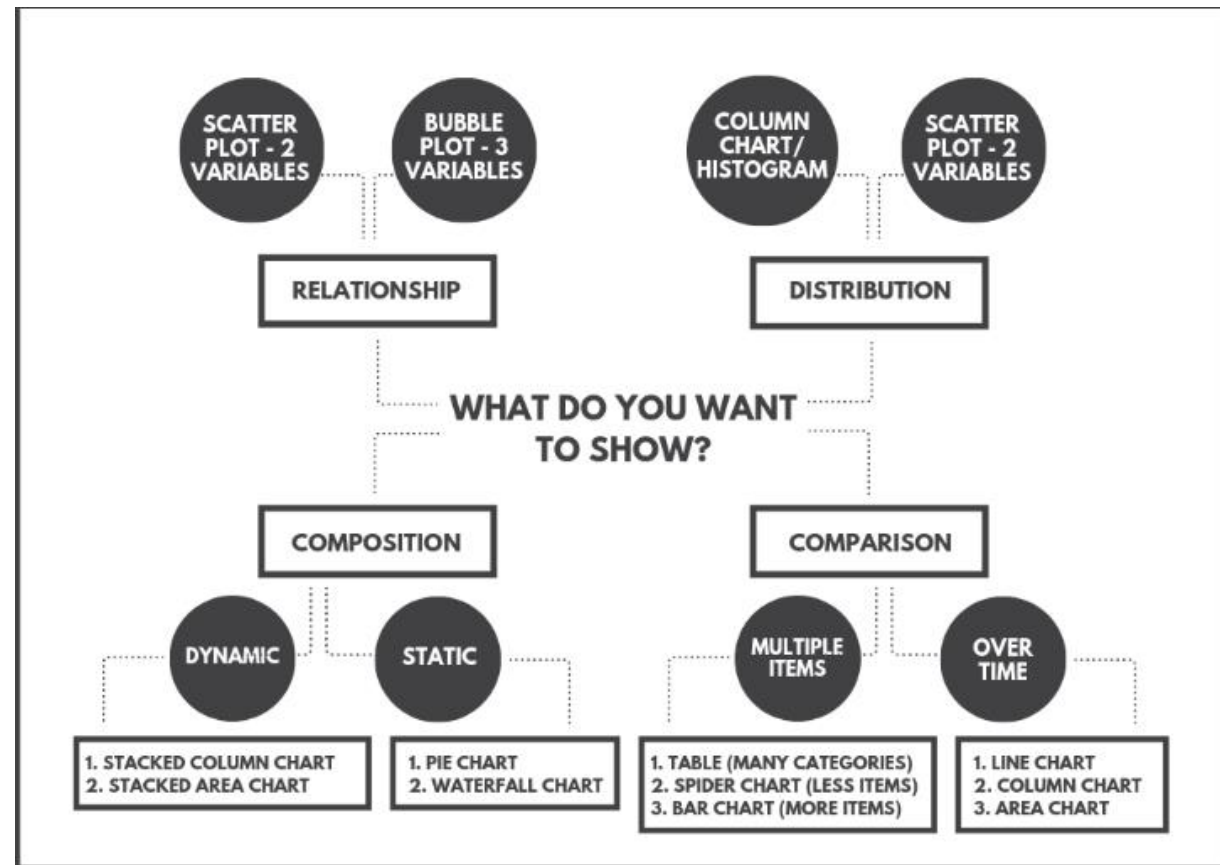 SCATTER
PLOT - 2
VARIABLES
BUBBLE
PLOT - 3
VARIABLES
COLUMN
CHART/
HISTOGRAM
SCATTER
PLOT - 2
VARIABLES
RELATIONSHIP
DISTRIBUTION
WHAT DO YOU WANT
TO SHOW?
COMPOSITION
COMPARISON
DYNAMIC
STATIC
MULTIPLE
ITEMS
OVER
TIME
1. STACKED COLUMN CHART
2. STACKED AREA CHART
1. PIE CHART
2. WATERFALL CHART
1. TABLE (MANY CATEGORIES)
2. SPIDER CHART (LESS ITEMS)
3. BAR CHART (MORE ITEMS)
1. LINE CHART
2. COLUMN CHART
3. AREA CHART